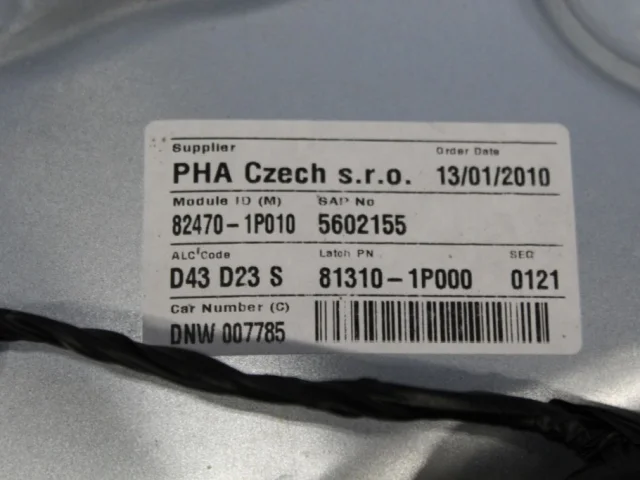 Supplier Order Date
PHA Czech s.r.o. 13/01/2010
Module ID (M) SAP No
82470-1P010 5602155
ALC Code Latch PN SEQ
D43 D23 S 81310-1P000 0121
Car Number (C)
DNW 007785